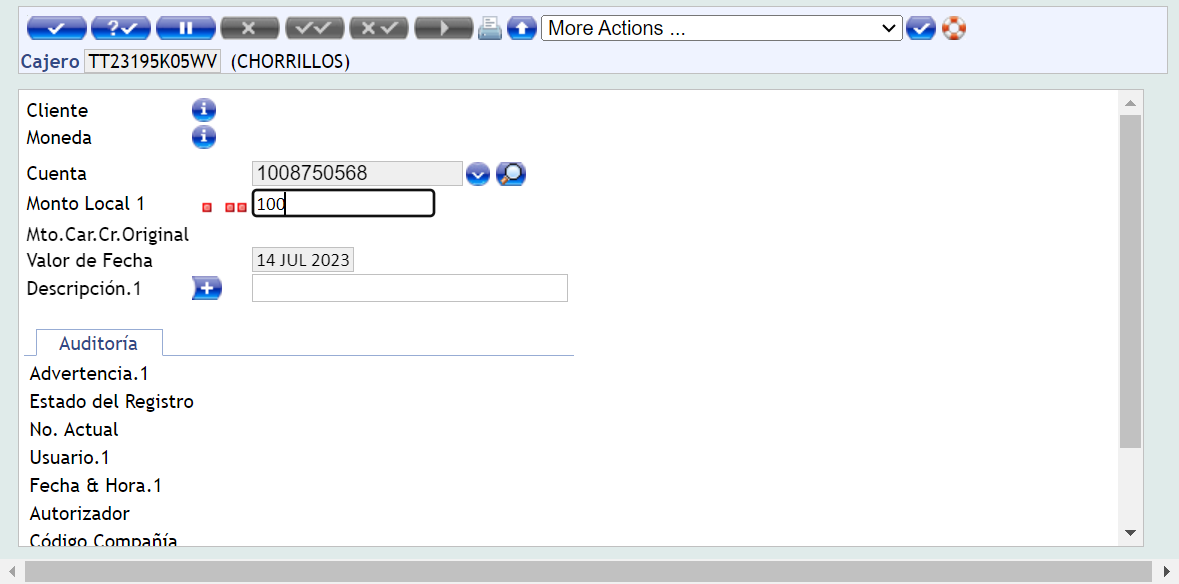 More Actions ...
Cajero TT23195K05WV (CHORRILLOS)
Cliente
Moneda
Cuenta 1008750568
Monto Local 1 100
Mto.Car.Cr.Original
Valor de Fecha 14 JUL 2023
Descripción.1
Auditoría
Advertencia.1
Estado del Registro
No. Actual
Usuario.1
Fecha & Hora.1
Autorizador
Código Compañía